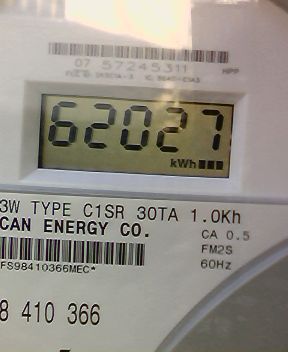 07 57245311 HPP
62027
kWh
3W TYPE C1SR 30TA 1.0Kh
CAN ENERGY CO. CA 0.5
FM2S
FS98410366MEC* 60Hz
8 410 366